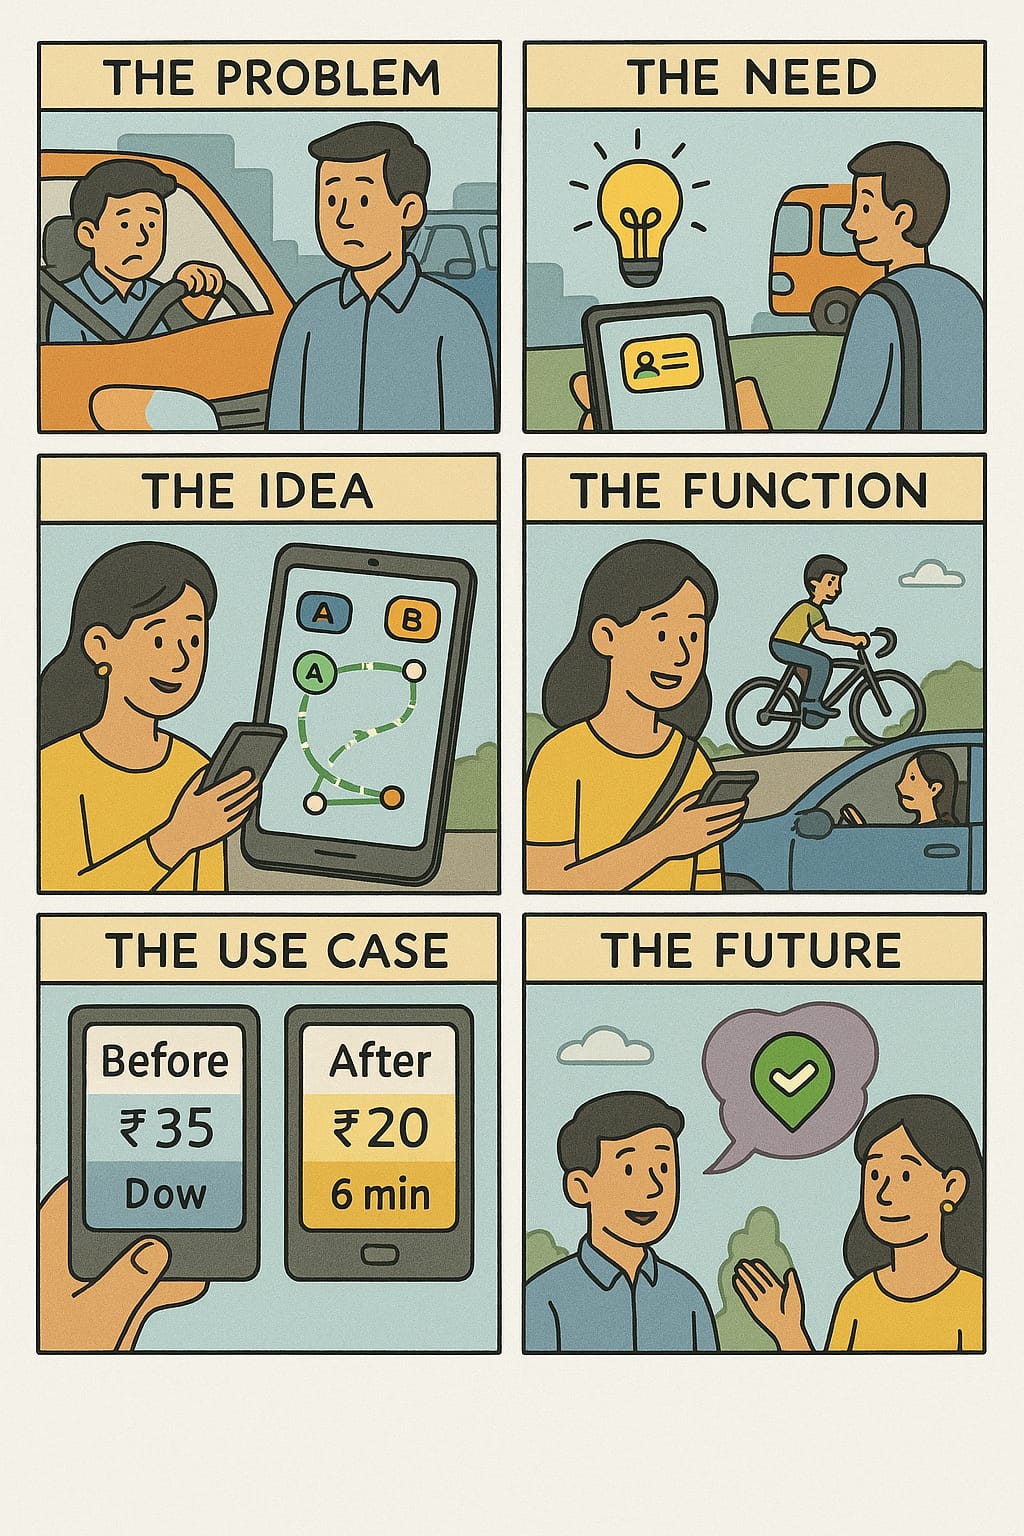 THE PROBLEM
THE NEED
THE IDEA
A
B
A
THE FUNCTION
THE USE CASE
Before
₹35
Dow
After
₹20
6 min
THE FUTURE